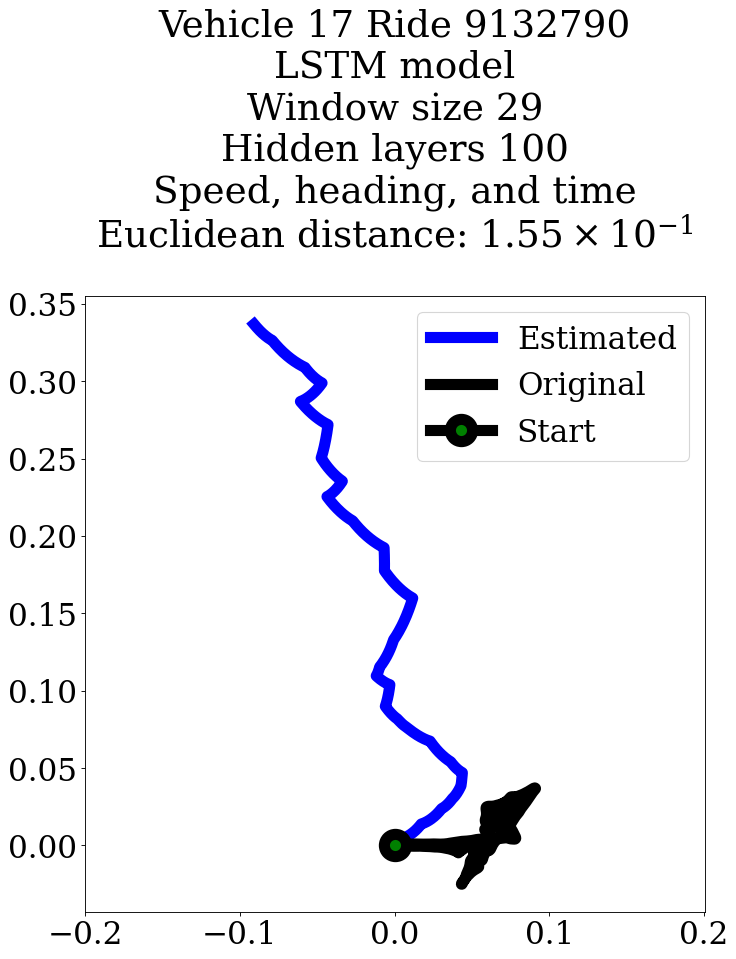 Vehicle 17 Ride 9132790
LSTM model
Window size 29
Hidden layers 100
Speed, heading, and time
Euclidean distance: 1.55 × 10⁻¹
0.35
0.30
0.25
0.20
0.15
0.10
0.05
0.00
Estimated
Original
Start
−0.2 −0.1 0.0 0.1 0.2